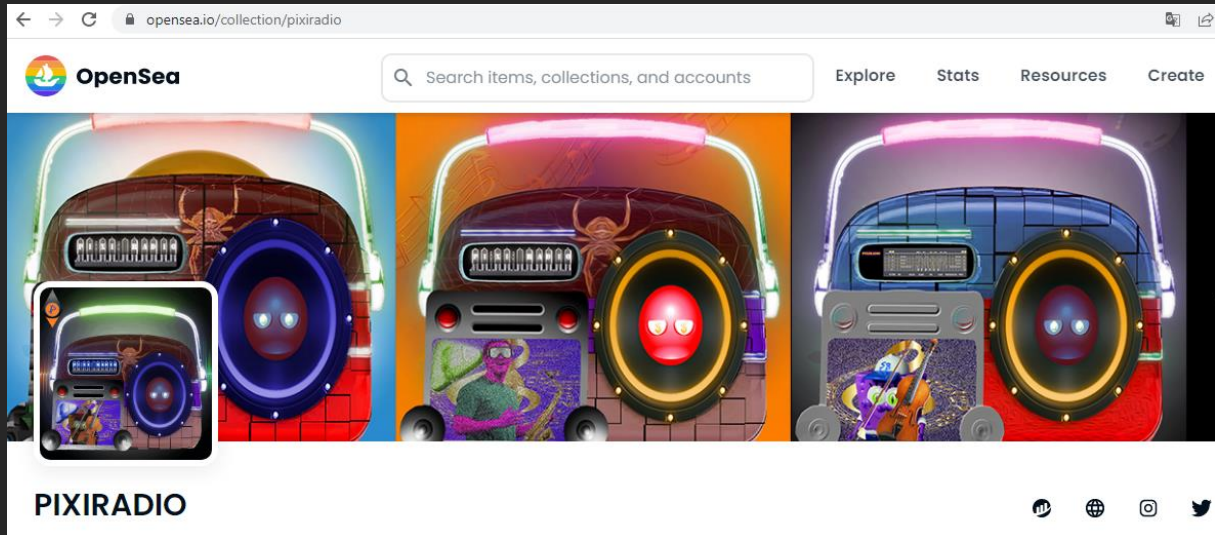 opensea.io/collection/pixiradio
OpenSea
Search items, collections, and accounts
Explore Stats Resources Create
PIXIRADIO